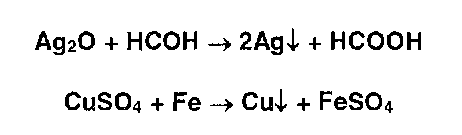 Ag₂O + HCOH → 2Ag↓ + HCOOH
CuSO₄ + Fe → Cu↓ + FeSO₄